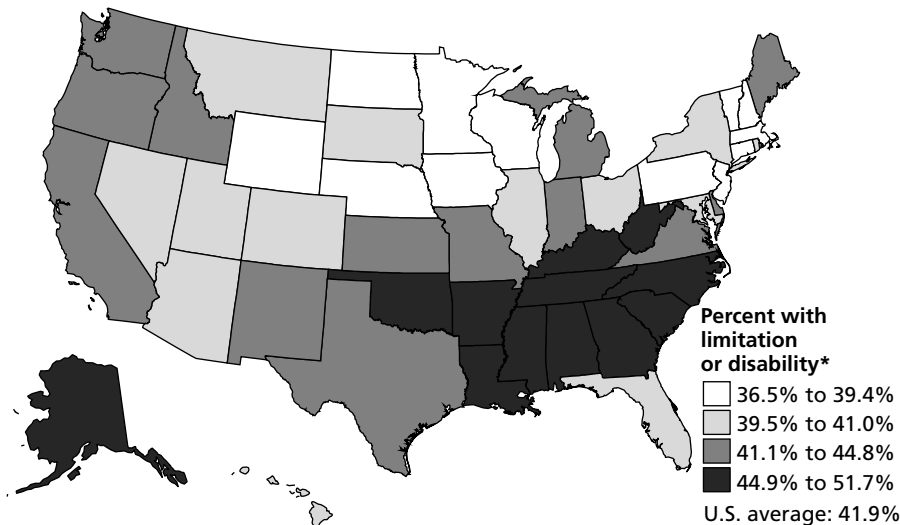 Percent with
limitation
or disability*
36.5% to 39.4%
39.5% to 41.0%
41.1% to 44.8%
44.9% to 51.7%
U.S. average: 41.9%